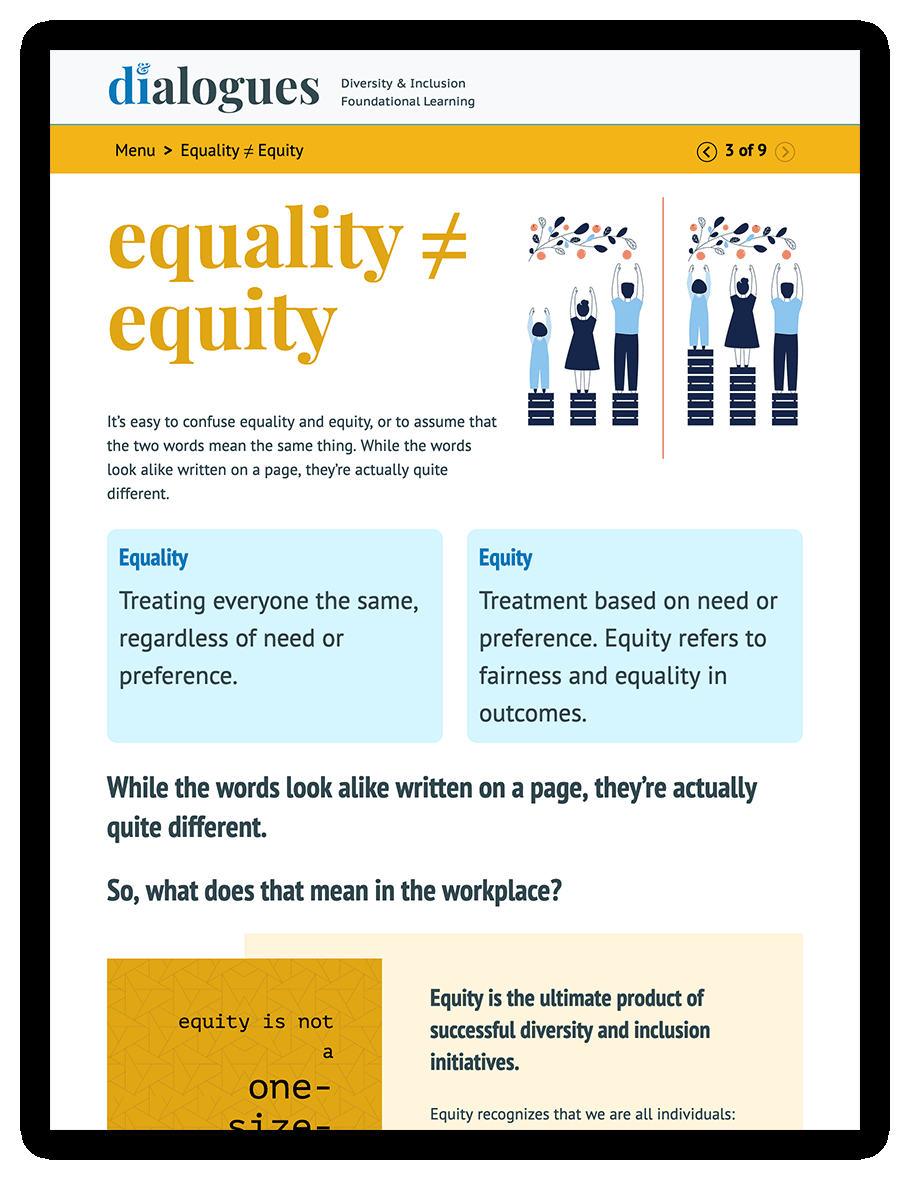 d&ialogues
Diversity & Inclusion
Foundational Learning
Menu > Equality ≠ Equity
3 of 9
equality ≠
equity
It’s easy to confuse equality and equity, or to assume that
the two words mean the same thing. While the words
look alike written on a page, they’re actually quite
different.
Equality
Treating everyone the same,
regardless of need or
preference.
Equity
Treatment based on need or
preference. Equity refers to
fairness and equality in
outcomes.
While the words look alike written on a page, they’re actually
quite different.
So, what does that mean in the workplace?
equity is not
a
one-
size-
Equity is the ultimate product of
successful diversity and inclusion
initiatives.
Equity recognizes that we are all individuals: